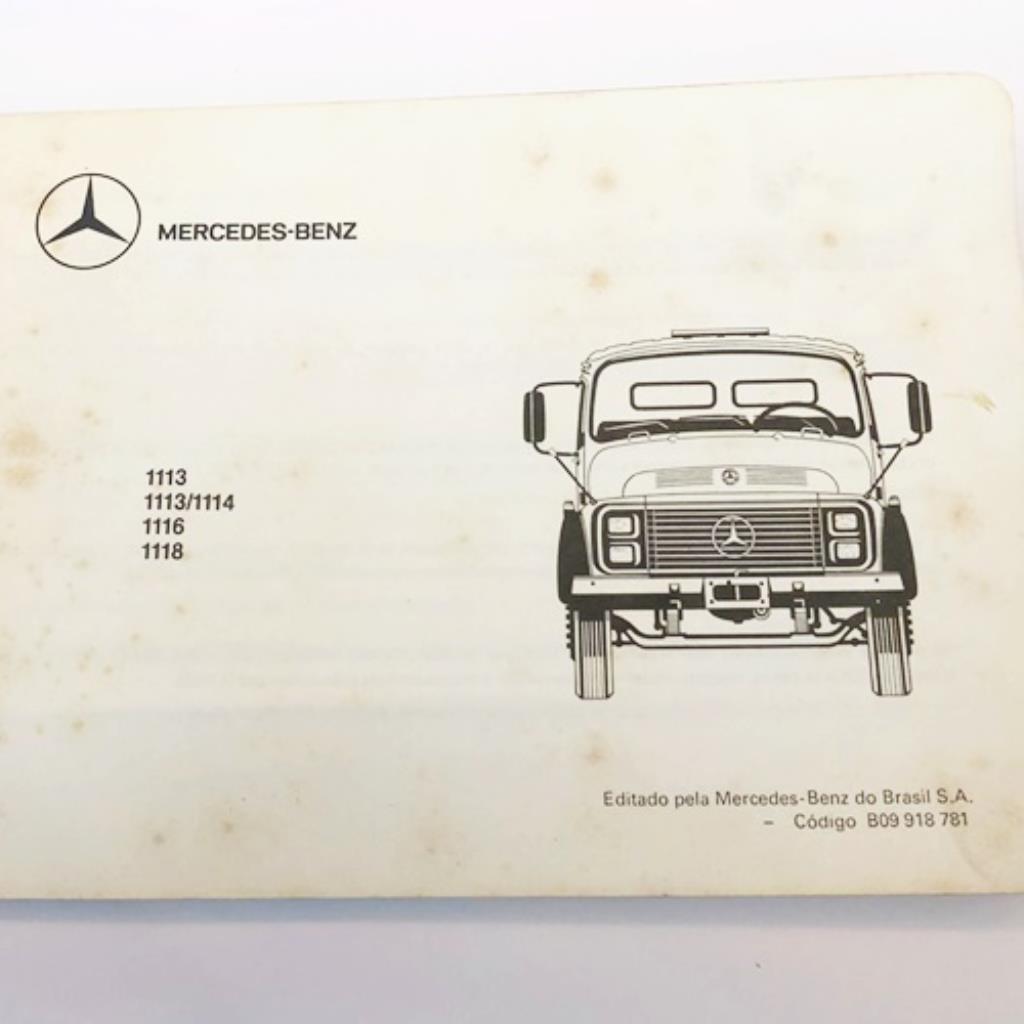 MERCEDES-BENZ
1113
1113/1114
1116
1118
Editado pela Mercedes-Benz do Brasil S.A.
– Código B09 918 781